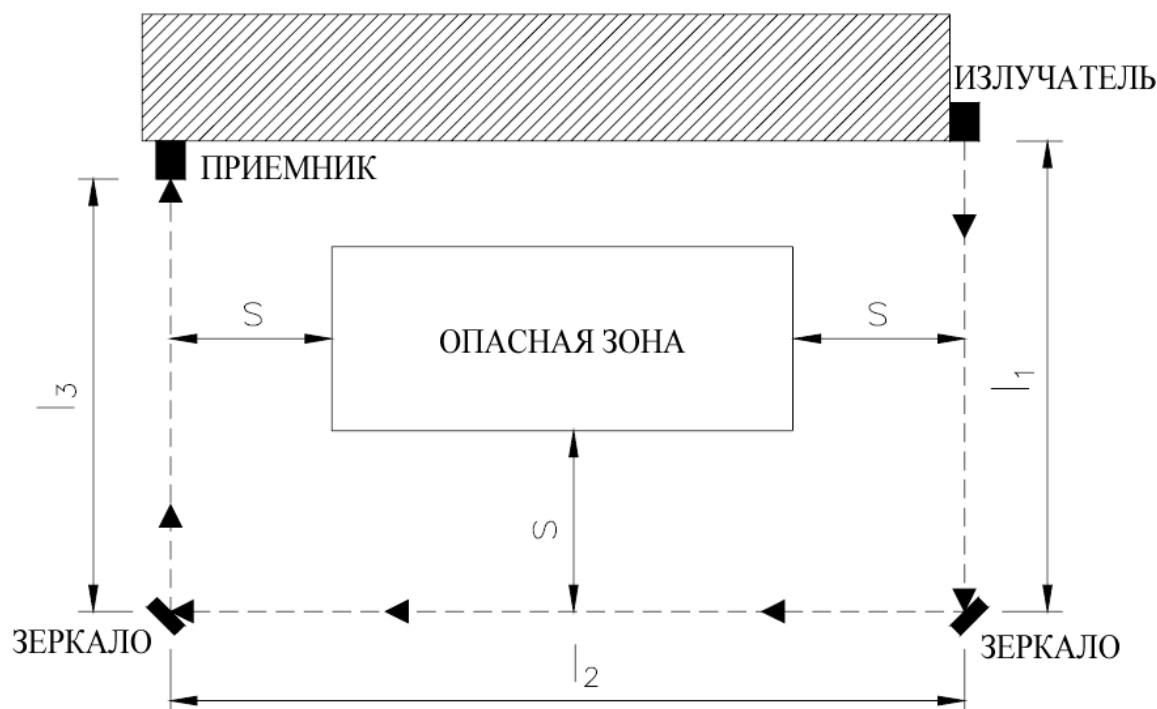 ИЗЛУЧАТЕЛЬ
ПРИЕМНИК
S
S
ОПАСНАЯ ЗОНА
l₃
l₁
S
ЗЕРКАЛО
ЗЕРКАЛО
l₂